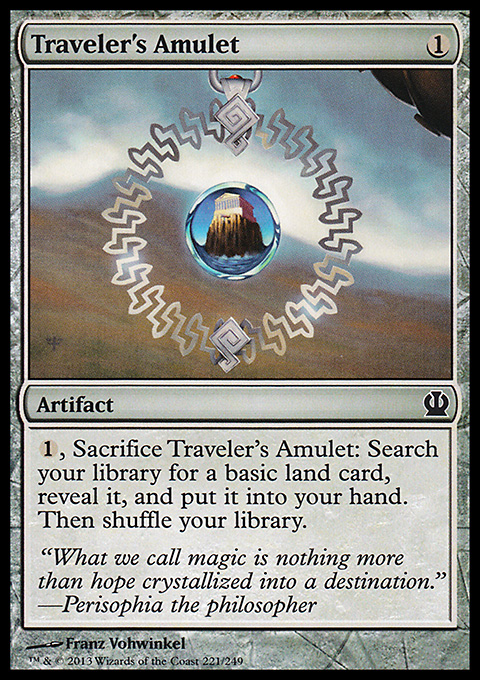 Traveler's Amulet 1
Artifact
1, Sacrifice Traveler's Amulet: Search
your library for a basic land card,
reveal it, and put it into your hand.
Then shuffle your library.
“What we call magic is nothing more
than hope crystallized into a destination.”
—Perisophia the philosopher
Franz Vohwinkel
™ & © 2013 Wizards of the Coast 221/249